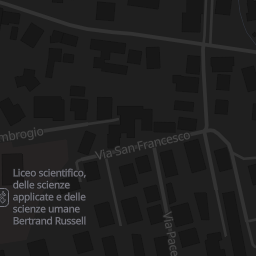 mbrogio
Via San Francesco
Liceo scientifico,
delle scienze
applicate e delle
scienze umane
Bertrand Russell
Via Pace